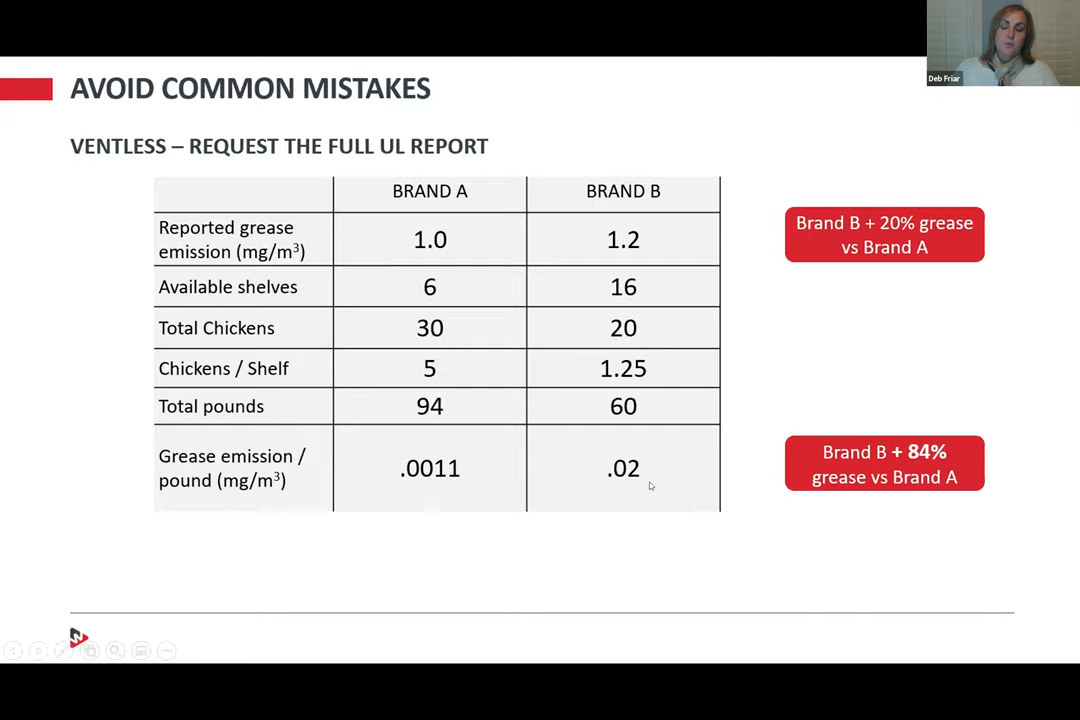 Deb Friar
AVOID COMMON MISTAKES
VENTLESS – REQUEST THE FULL UL REPORT
BRAND A BRAND B
Reported grease
emission (mg/m³) 1.0 1.2
Available shelves 6 16
Total Chickens 30 20
Chickens / Shelf 5 1.25
Total pounds 94 60
Grease emission /
pound (mg/m³) .0011 .02
Brand B + 20% grease
vs Brand A
Brand B + 84%
grease vs Brand A